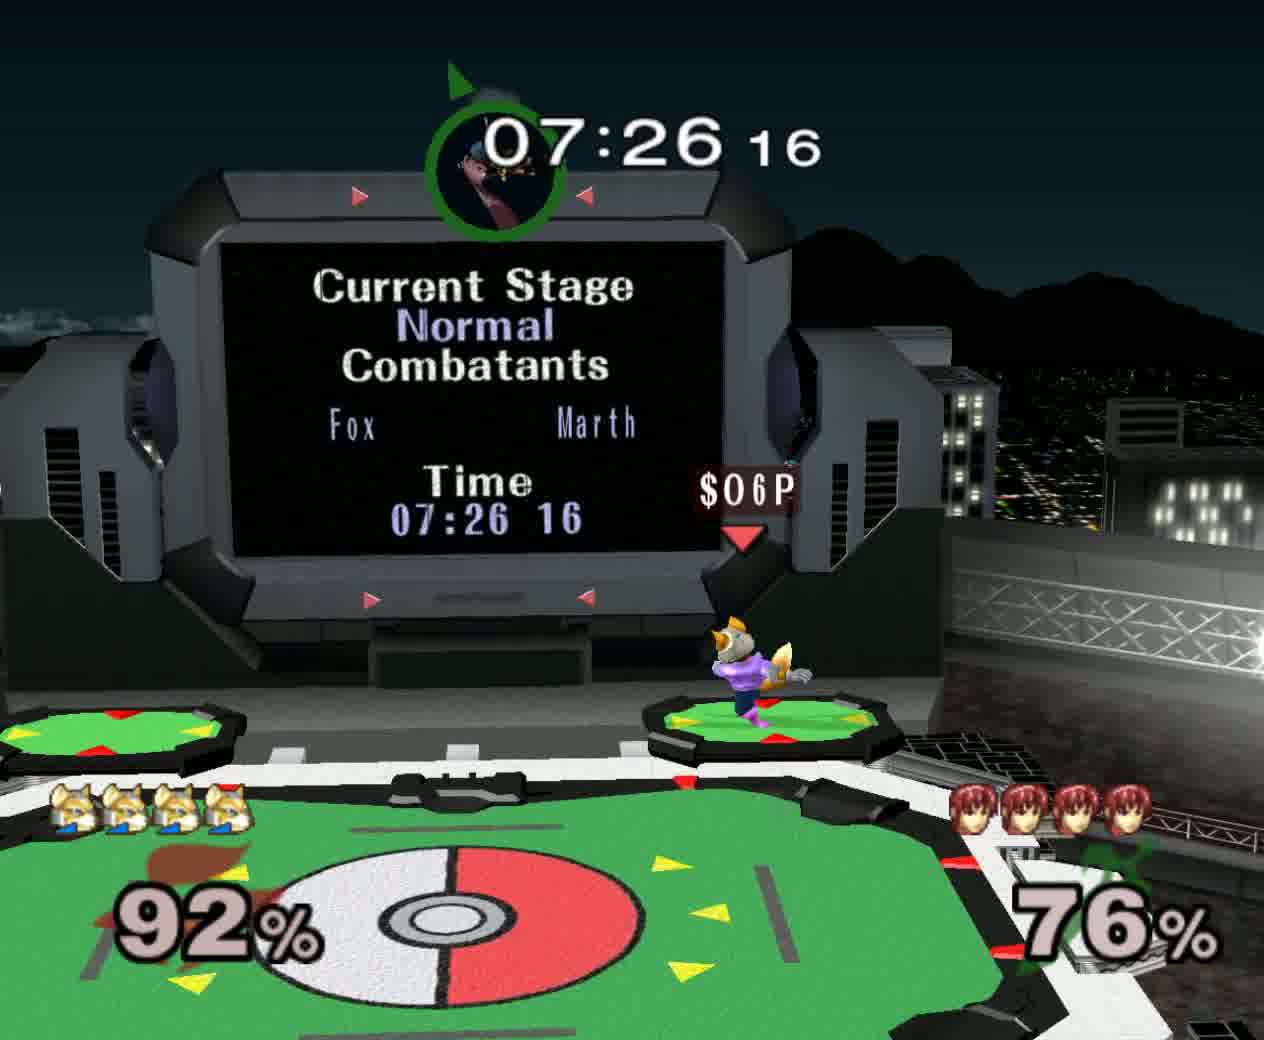 07:26 16
Current Stage
Normal
Combatants
Fox Marth
Time
07:26 16
$06P
92% 76%